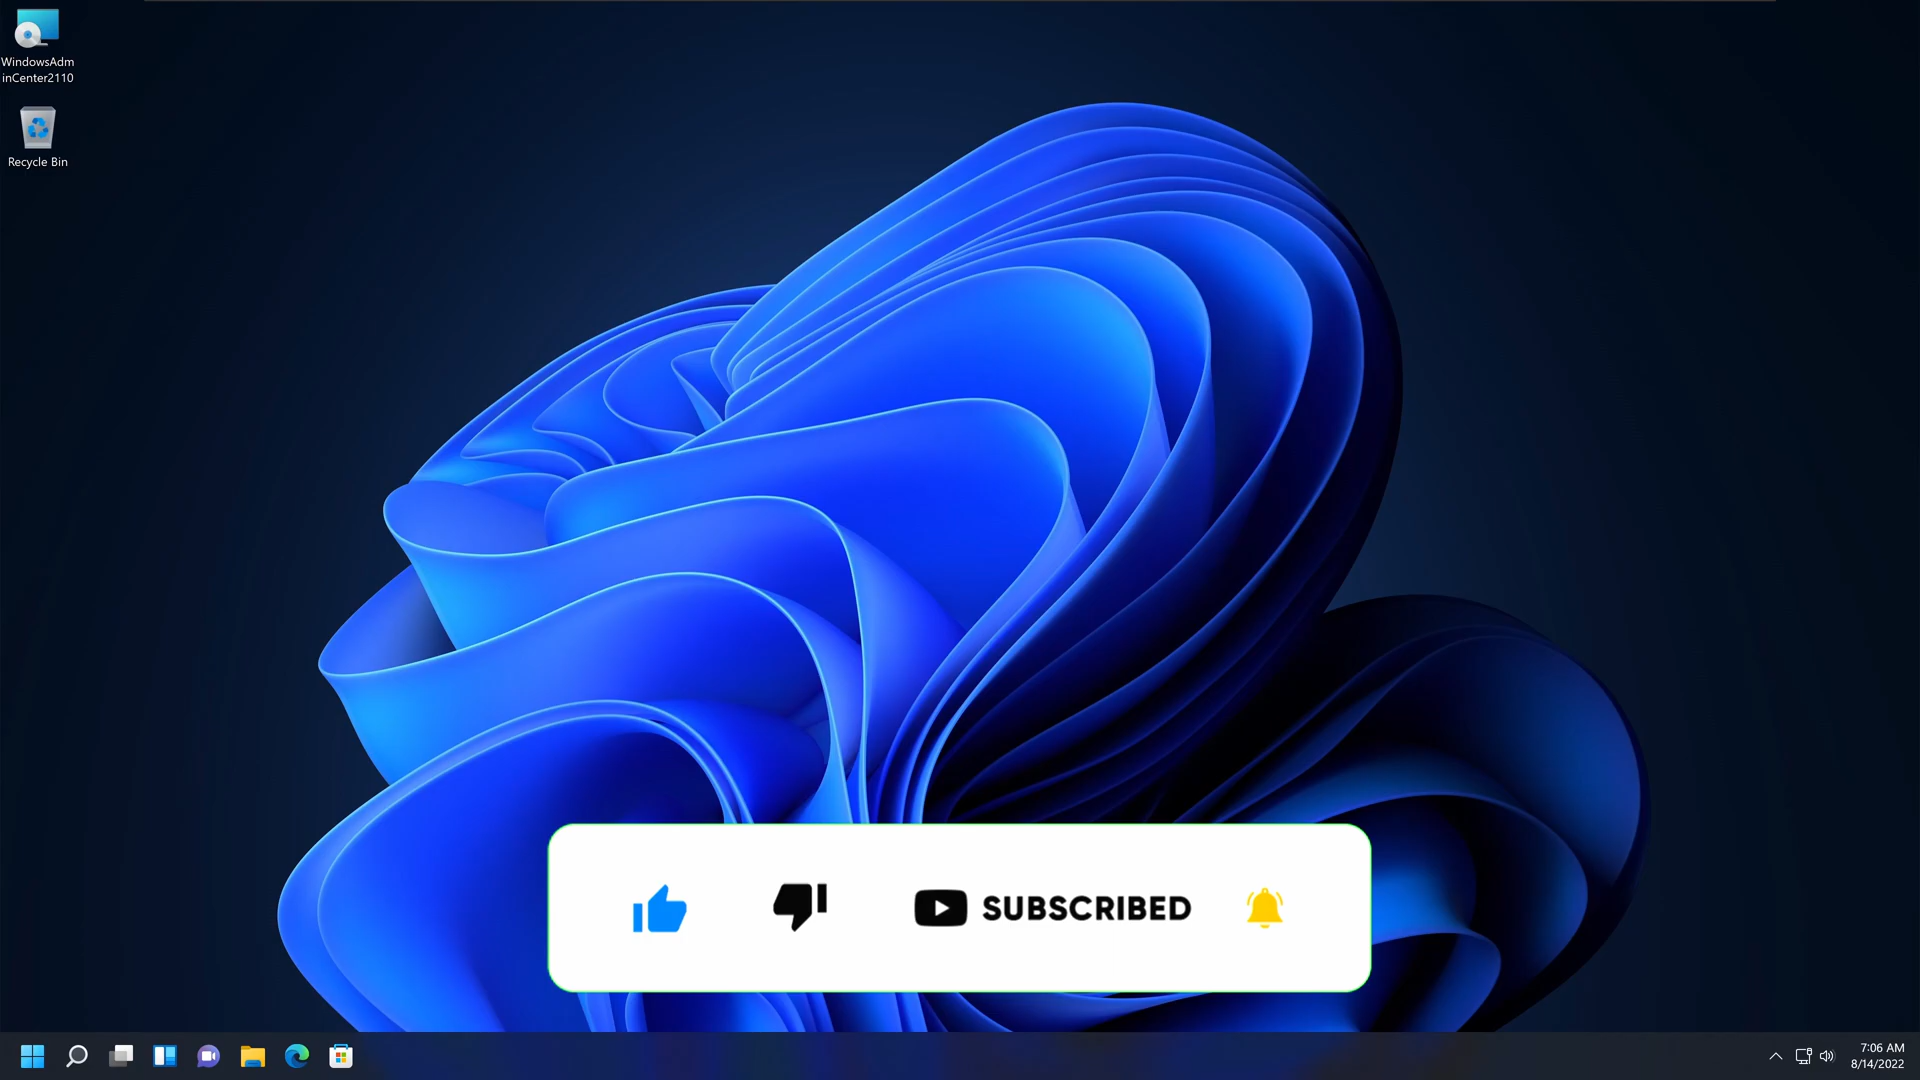 WindowsAdm
inCenter2110
Recycle Bin
SUBSCRIBED
7:06 AM
8/14/2022